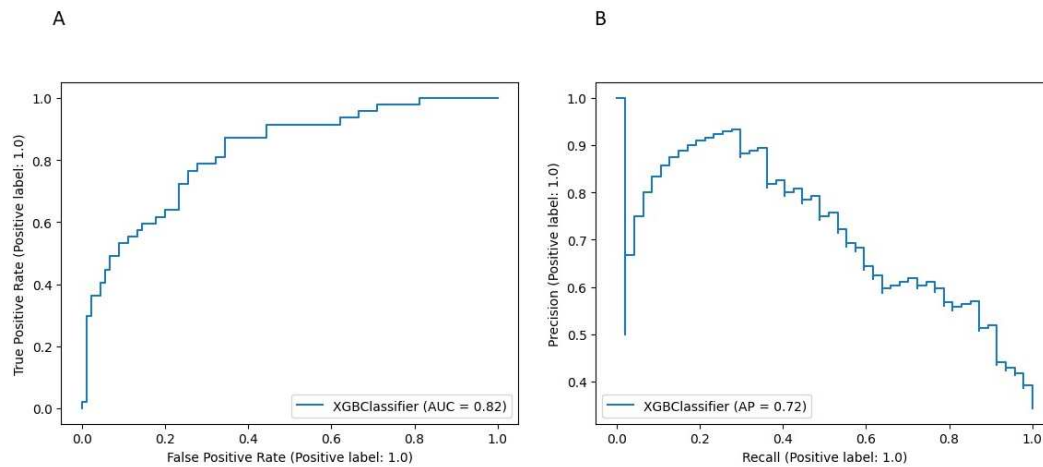 A
B
True Positive Rate (Positive label: 1.0)
1.0
0.8
0.6
0.4
0.2
0.0
XGBClassifier (AUC = 0.82)
0.0 0.2 0.4 0.6 0.8 1.0
False Positive Rate (Positive label: 1.0)
Precision (Positive label: 1.0)
1.0
0.9
0.8
0.7
0.6
0.5
0.4
XGBClassifier (AP = 0.72)
0.0 0.2 0.4 0.6 0.8 1.0
Recall (Positive label: 1.0)